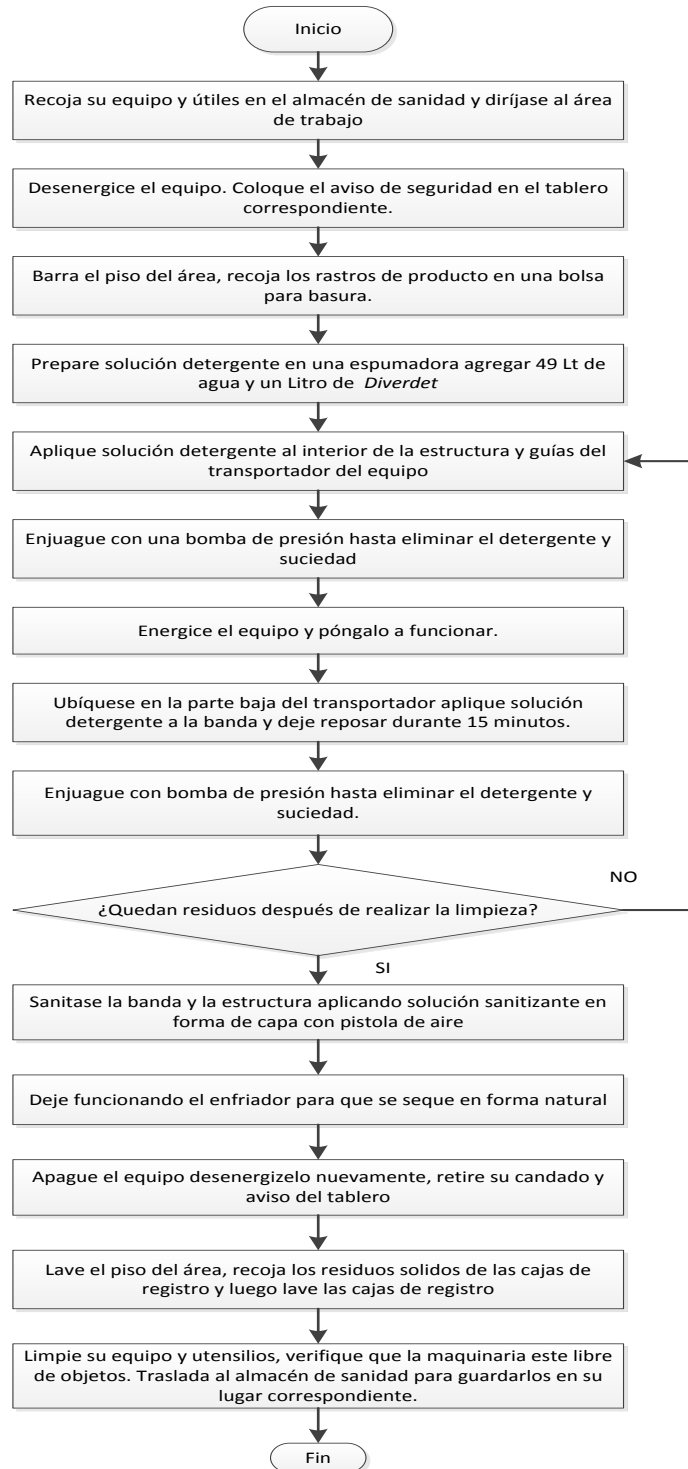 Inicio
Recoja su equipo y útiles en el almacén de sanidad y diríjase al área
de trabajo
Desenergice el equipo. Coloque el aviso de seguridad en el tablero
correspondiente.
Barra el piso del área, recoja los rastros de producto en una bolsa
para basura.
Prepare solución detergente en una espumadora agregar 49 Lt de
agua y un Litro de Diverdet
Aplique solución detergente al interior de la estructura y guías del
transportador del equipo
Enjuague con una bomba de presión hasta eliminar el detergente y
suciedad
Energice el equipo y póngalo a funcionar.
Ubíquese en la parte baja del transportador aplique solución
detergente a la banda y deje reposar durante 15 minutos.
Enjuague con bomba de presión hasta eliminar el detergente y
suciedad.
NO
¿Quedan residuos después de realizar la limpieza?
SI
Sanitase la banda y la estructura aplicando solución sanitizante en
forma de capa con pistola de aire
Deje funcionando el enfriador para que se seque en forma natural
Apague el equipo desenergizelo nuevamente, retire su candado y
aviso del tablero
Lave el piso del área, recoja los residuos solidos de las cajas de
registro y luego lave las cajas de registro
Limpie su equipo y utensilios, verifique que la maquinaria este libre
de objetos. Traslada al almacén de sanidad para guardarlos en su
lugar correspondiente.
Fin